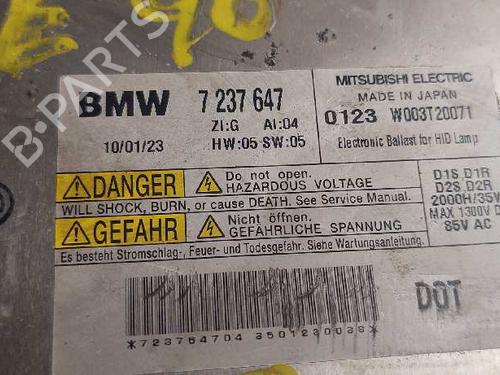 E 90
B-PARTS
BMW 7 237 647
ZI:G AI:04
10/01/23 HW:05 SW:05
MITSUBISHI ELECTRIC
MADE IN JAPAN
0123 W003T20071
Electronic Ballast for HID Lamp
DANGER
Do not open.
HAZARDOUS VOLTAGE
WILL SHOCK, BURN, or cause DEATH. See Service Manual.
GEFAHR
Nicht öffnen.
GEFÄHRLICHE SPANNUNG
Es besteht Stromschlag-, Feuer- und Todesgefahr. Siehe Wartungsanleitung.
D1S,D1R
D2S,D2R
2000H/35W
MAX 1300V
85V AC
DOT
*723764704 3501230038*